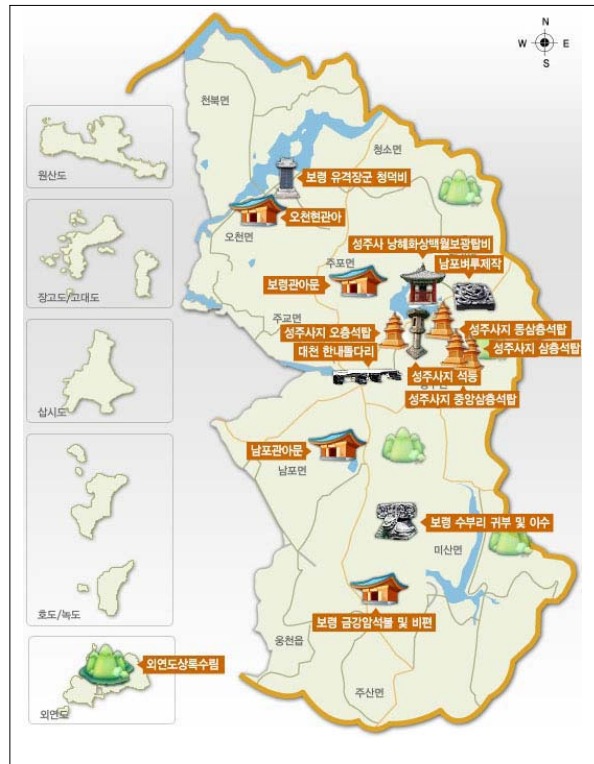 N
W E
S
천북면
원산도
청소면
보령 유격장군 청덕비
오천현관아
오천면
성주사 낭혜화상백월보광탑비
남포벼루제작
주포면
보령관아문
장고도/고대도
주교면
성주사지 오층석탑
성주사지 동삼층석탑
대천 한내돌다리
성주사지 삼층석탑
성주사지 석등
성주사지 중앙삼층석탑
삽시도
남포관아문
남포면
보령 수부리 귀부 및 이수
미산면
호도/녹도
보령 금강암석불 및 비편
웅천읍
외연도상록수림
주산면
외연도